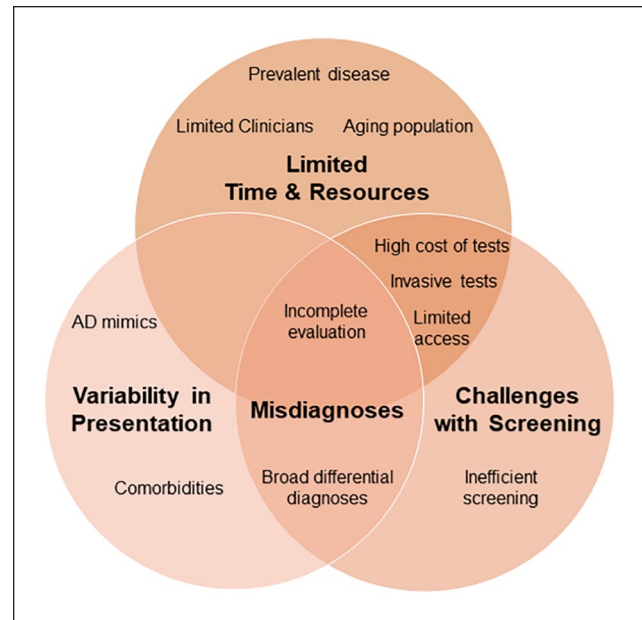 Prevalent disease
Limited Clinicians
Aging population
Limited
Time & Resources
High cost of tests
Invasive tests
Limited
access
Incomplete
evaluation
AD mimics
Variability in
Presentation
Misdiagnoses
Challenges
with Screening
Comorbidities
Broad differential
diagnoses
Inefficient
screening